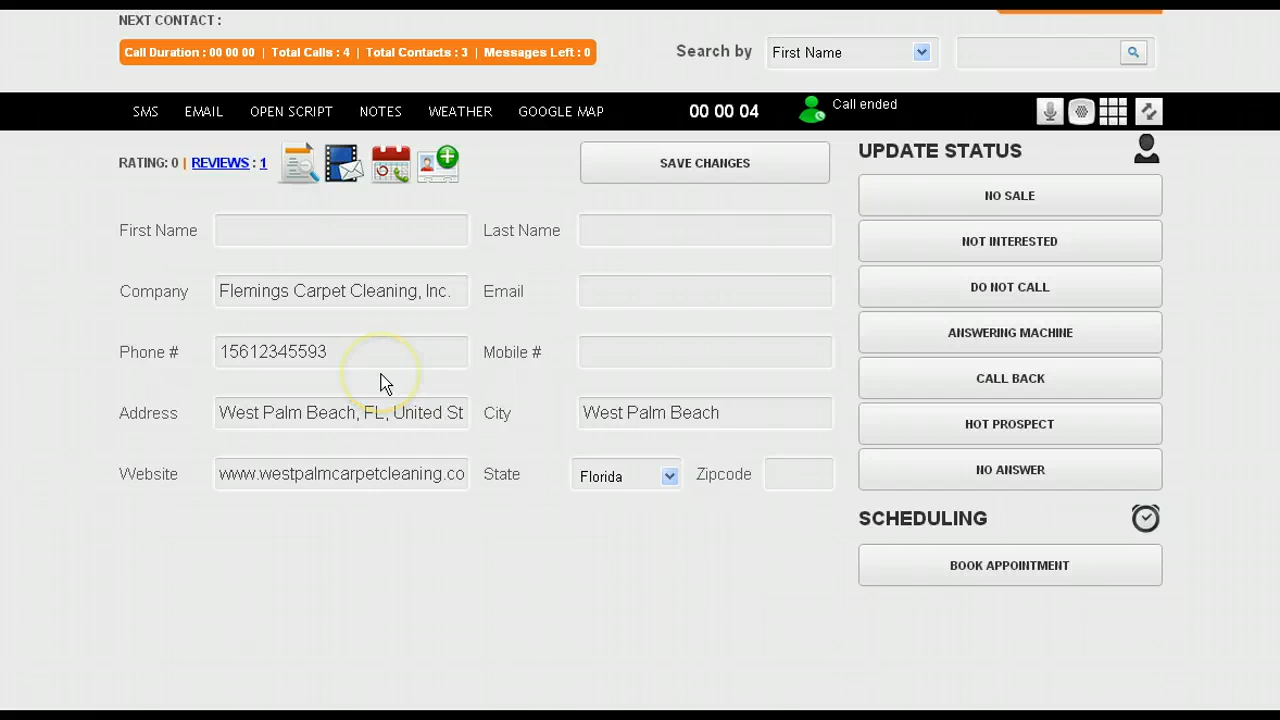 NEXT CONTACT :
Call Duration : 00 00 00 | Total Calls : 4 | Total Contacts : 3 | Messages Left : 0
Search by First Name
SMS EMAIL OPEN SCRIPT NOTES WEATHER GOOGLE MAP 00 00 04 Call ended
RATING: 0 | REVIEWS : 1
SAVE CHANGES
UPDATE STATUS
First Name
Last Name
Company Flemings Carpet Cleaning, Inc.
Email
Phone # 15612345593
Mobile #
Address West Palm Beach, FL, United St
City West Palm Beach
Website www.westpalmcarpetcleaning.co
State Florida
Zipcode
NO SALE
NOT INTERESTED
DO NOT CALL
ANSWERING MACHINE
CALL BACK
HOT PROSPECT
NO ANSWER
SCHEDULING
BOOK APPOINTMENT